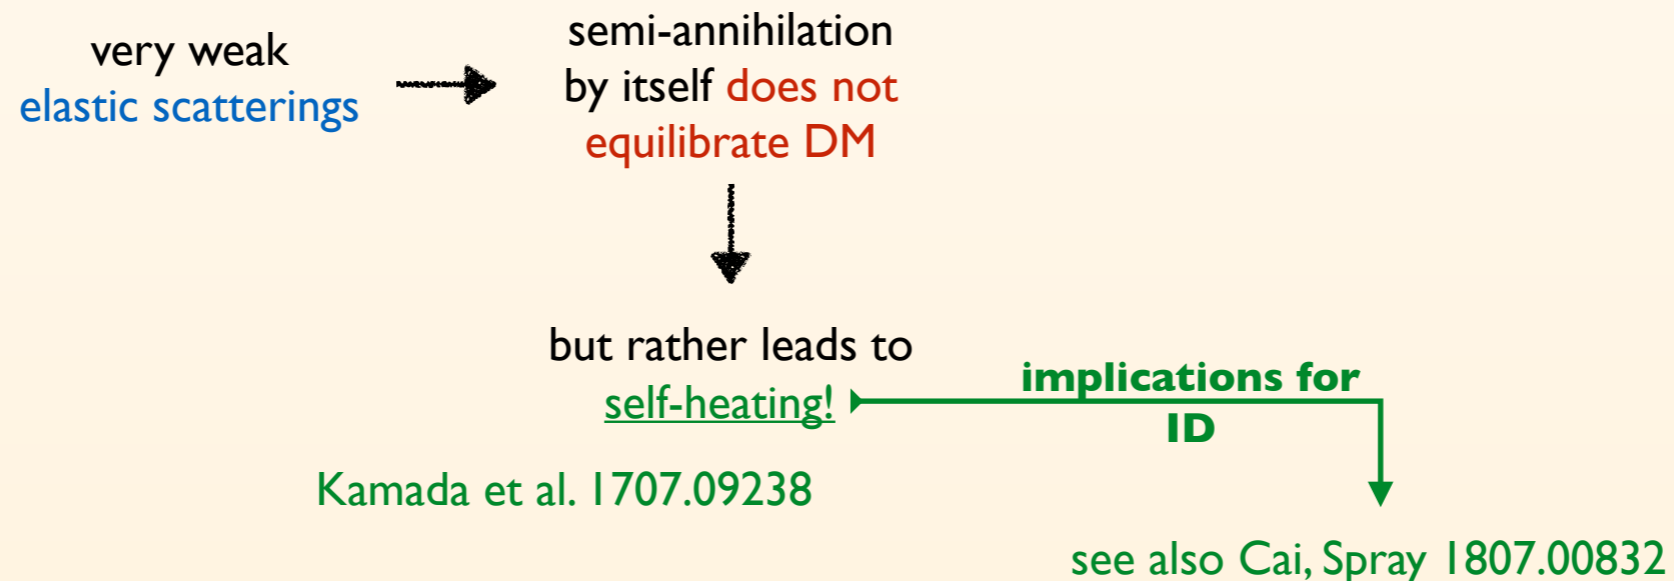 very weak
elastic scatterings
semi-annihilation
by itself does not
equilibrate DM
but rather leads to
self-heating!
implications for
ID
Kamada et al. 1707.09238
see also Cai, Spray 1807.00832